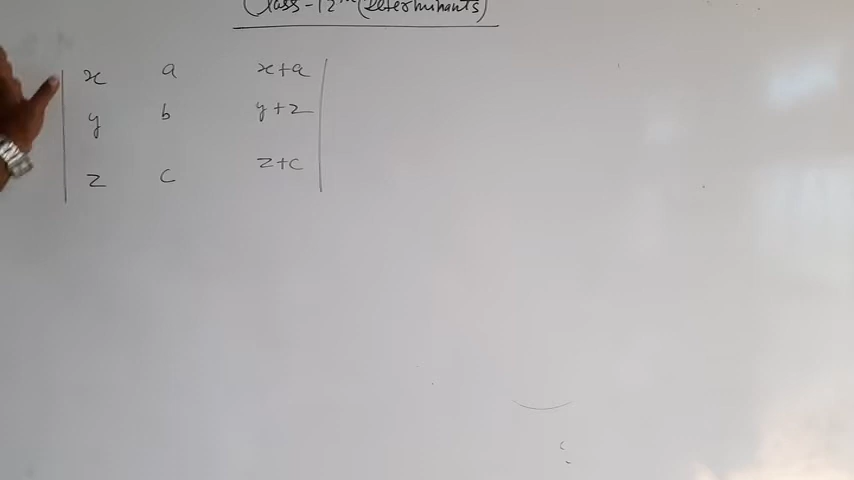 Class-12th (Determinants)
x a x+a
y b y+z
z c z+c